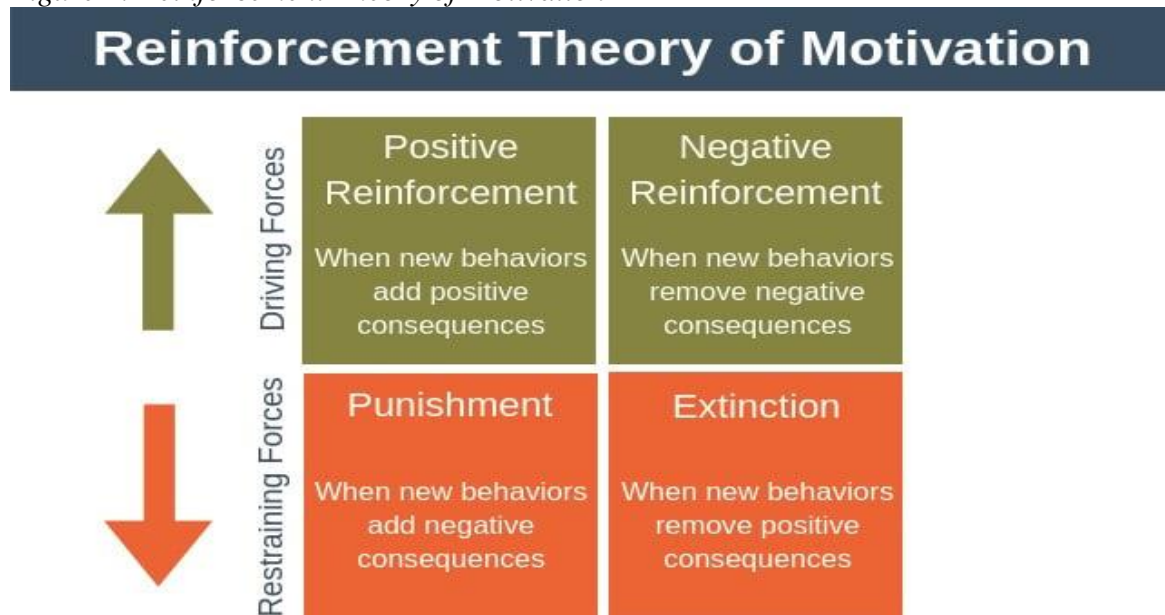 Reinforcement Theory of Motivation
Driving Forces
Positive
Reinforcement
When new behaviors
add positive
consequences
Negative
Reinforcement
When new behaviors
remove negative
consequences
Restraining Forces
Punishment
When new behaviors
add negative
consequences
Extinction
When new behaviors
remove positive
consequences